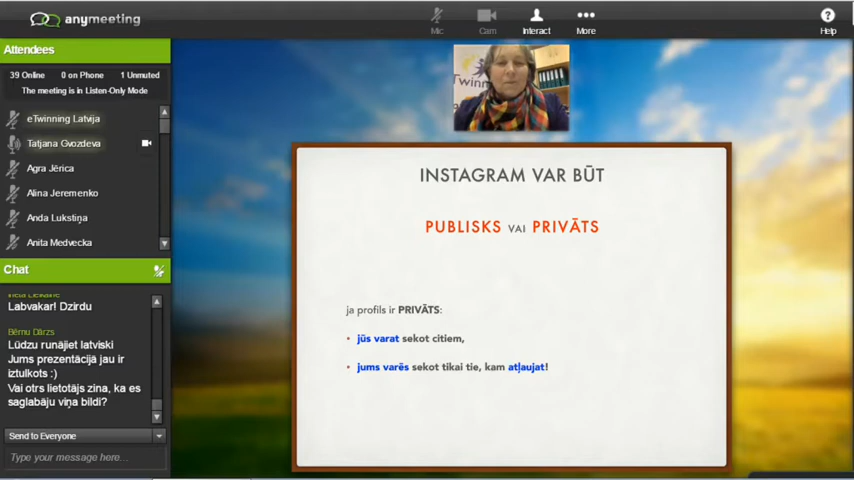 anymeeting
Mic
Cam
Interact
More
Help
Attendees
39 Online 0 on Phone 1 Unmuted
The meeting is in Listen-Only Mode
eTwinning Latvija
Tatjana Gvozdeva
Agra Jērica
Alina Jeremenko
Anda Lukstiņa
Anita Medvecka
Chat
Labvakar! Dzirdu
Bērnu Dārzs
Lūdzu runājiet latviski
Jums prezentācijā jau ir
iztulkots :)
Vai otrs lietotājs zina, ka es
saglabāju viņa bildi?
Send to Everyone
Type your message here...
INSTAGRAM VAR BŪT
PUBLISKS VAI PRIVĀTS
ja profils ir PRIVĀTS:
• jūs varat sekot citiem,
• jums varēs sekot tikai tie, kam atļaujat!